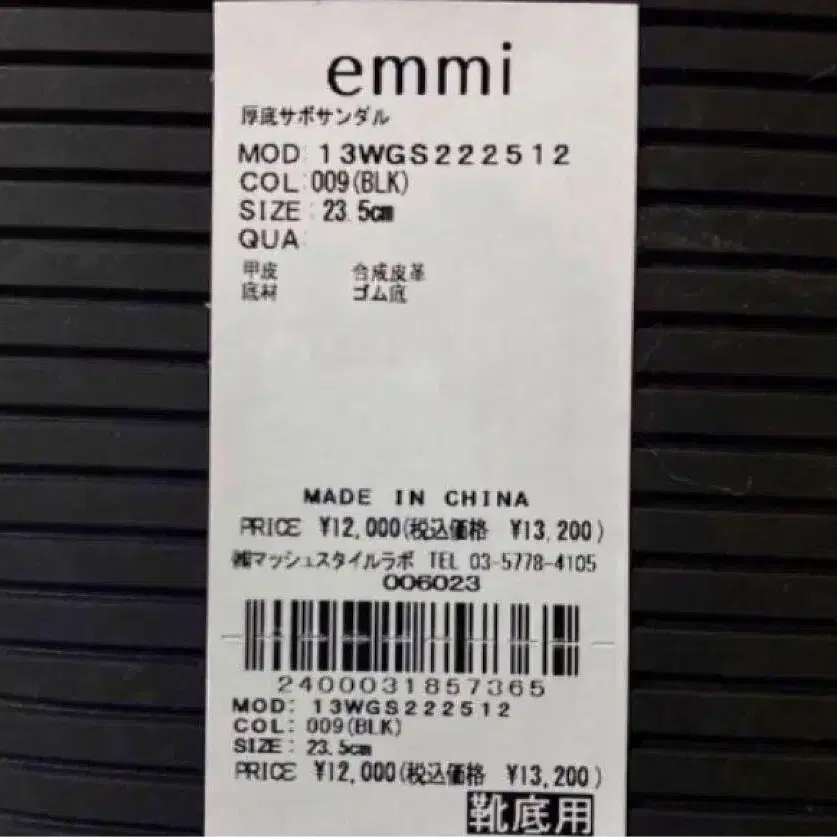 emmi
厚底サボサンダル
MOD: 13WGS222512
COL:009(BLK)
SIZE: 23.5cm
QUA:
甲皮 合成皮革
底材 ゴム底
MADE IN CHINA
PRICE ¥12,000(税込価格 ¥13,200)
㈱マッシュスタイルラボ TEL 03-5778-4105
006023
2400031857365
MOD: 13WGS222512
COL: 009(BLK)
SIZE: 23.5cm
PRICE ¥12,000(税込価格 ¥13,200)
靴底用